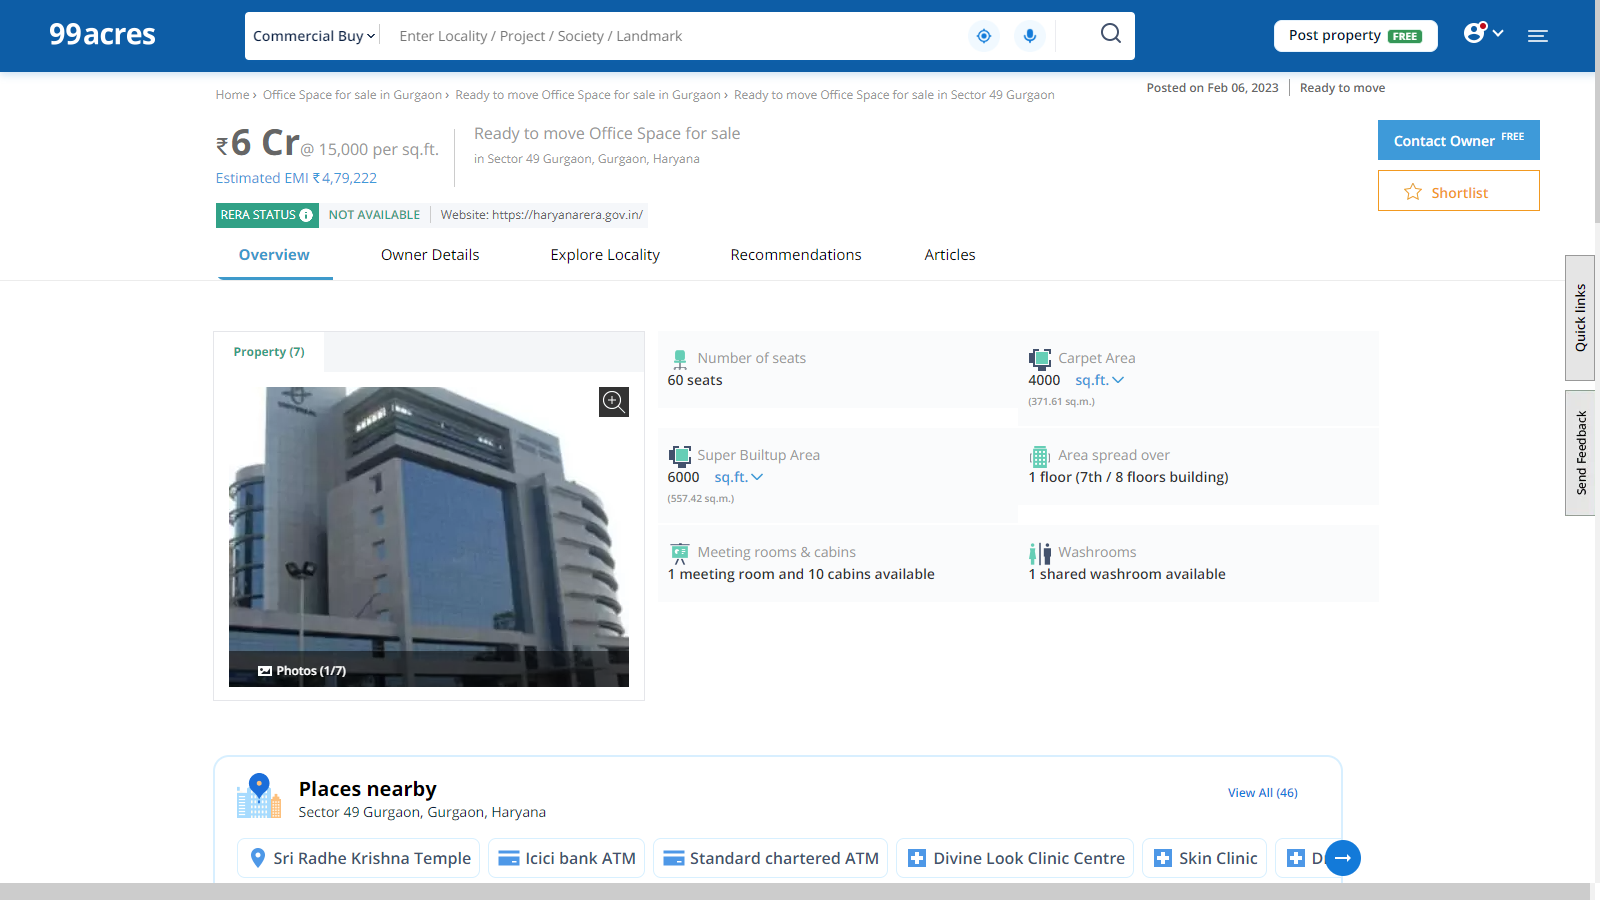 99acres
Commercial Buy
Enter Locality / Project / Society / Landmark
Post property FREE
Home › Office Space for sale in Gurgaon › Ready to move Office Space for sale in Gurgaon › Ready to move Office Space for sale in Sector 49 Gurgaon
Posted on Feb 06, 2023 | Ready to move
₹6 Cr @ 15,000 per sq.ft.
Estimated EMI ₹4,79,222
Ready to move Office Space for sale
in Sector 49 Gurgaon, Gurgaon, Haryana
Contact Owner FREE
Shortlist
RERA STATUS i NOT AVAILABLE | Website: https://haryanarera.gov.in/
Overview
Owner Details
Explore Locality
Recommendations
Articles
Quick links
Send Feedback
Property (7)
Photos (1/7)
Number of seats
60 seats
Carpet Area
4000 sq.ft.
(371.61 sq.m.)
Super Builtup Area
6000 sq.ft.
(557.42 sq.m.)
Area spread over
1 floor (7th / 8 floors building)
Meeting rooms & cabins
1 meeting room and 10 cabins available
Washrooms
1 shared washroom available
Places nearby
Sector 49 Gurgaon, Gurgaon, Haryana
View All (46)
Sri Radhe Krishna Temple
Icici bank ATM
Standard chartered ATM
Divine Look Clinic Centre
Skin Clinic